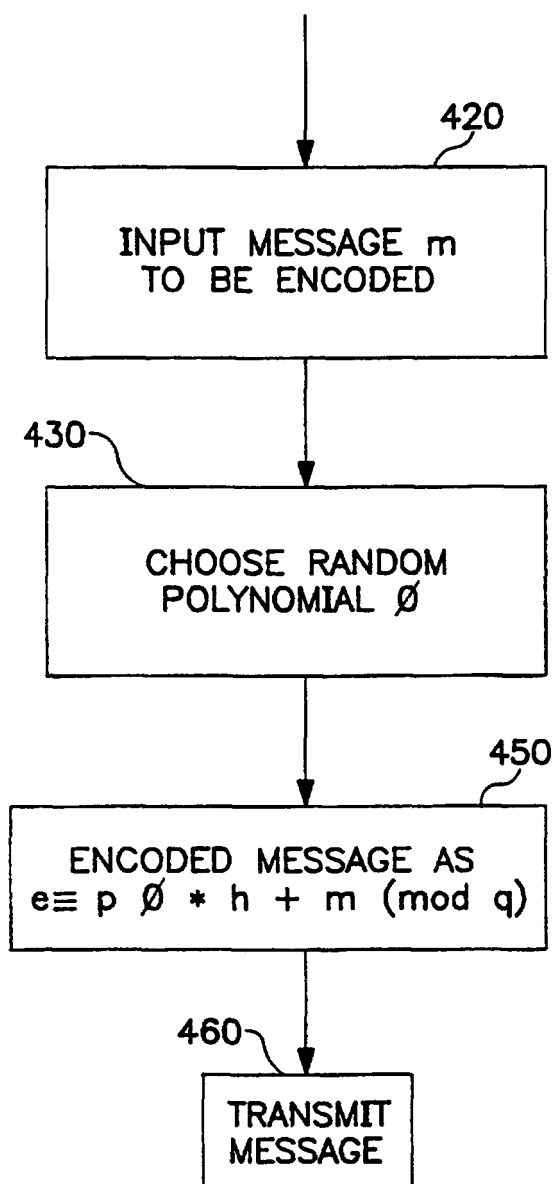 420
INPUT MESSAGE m
TO BE ENCODED
430
CHOOSE RANDOM
POLYNOMIAL Ø
450
ENCODED MESSAGE AS
e≡ p Ø * h + m (mod q)
460
TRANSMIT
MESSAGE